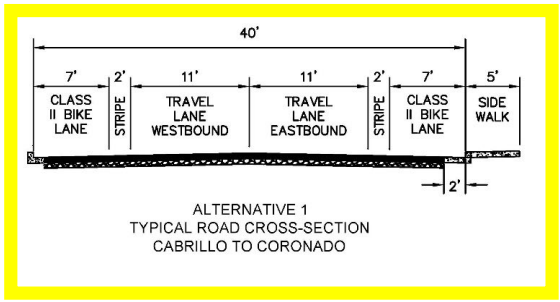 40'
7' 2' 11' 11' 2' 7' 5'
CLASS
II BIKE
LANE
STRIPE
TRAVEL
LANE
WESTBOUND
TRAVEL
LANE
EASTBOUND
STRIPE
CLASS
II BIKE
LANE
SIDE
WALK
2'
ALTERNATIVE 1
TYPICAL ROAD CROSS-SECTION
CABRILLO TO CORONADO